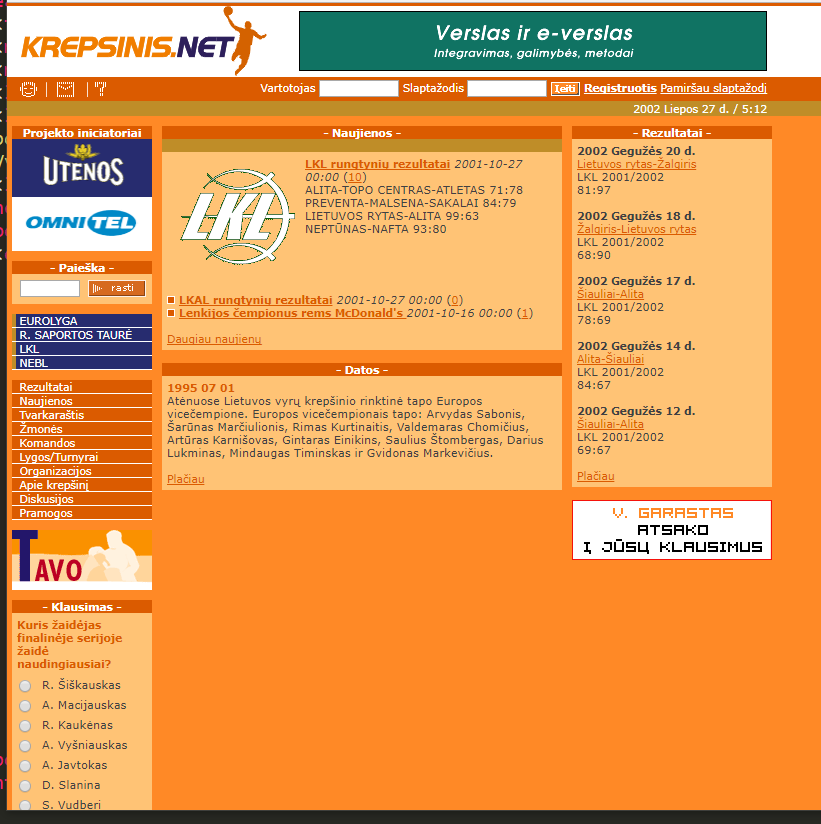 KREPSINIS.NET
Verslas ir e-verslas
Integravimas, galimybės, metodai
Vartotojas Slaptažodis Įeiti Registruotis Pamiršau slaptažodį
2002 Liepos 27 d. / 5:12
Projekto iniciatoriai
UTENOS
OMNITEL
- Paieška -
rasti
EUROLYGA
R. SAPORTOS TAURĖ
LKL
NEBL
Rezultatai
Naujienos
Tvarkaraštis
Žmonės
Komandos
Lygos/Turnyrai
Organizacijos
Apie krepšinį
Diskusijos
Pramogos
TAVO
- Klausimas -
Kuris žaidėjas
finalinėje serijoje
žaidė
naudingiausiai?
R. Šiškauskas
A. Macijauskas
R. Kaukėnas
A. Vyšniauskas
A. Javtokas
D. Slanina
S. Vudberi
- Naujienos -
LKL
LKL rungtynių rezultatai 2001-10-27
00:00 (10)
ALITA-TOPO CENTRAS-ATLETAS 71:78
PREVENTA-MALSENA-SAKALAI 84:79
LIETUVOS RYTAS-ALITA 99:63
NEPTŪNAS-NAFTA 93:80
LKAL rungtynių rezultatai 2001-10-27 00:00 (0)
Lenkijos čempionus rems McDonald's 2001-10-16 00:00 (1)
Daugiau naujienų
- Datos -
1995 07 01
Atėnuose Lietuvos vyrų krepšinio rinktinė tapo Europos
vicečempione. Europos vicečempionais tapo: Arvydas Sabonis,
Šarūnas Marčiulionis, Rimas Kurtinaitis, Valdemaras Chomičius,
Artūras Karnišovas, Gintaras Einikins, Saulius Štombergas, Darius
Lukminas, Mindaugas Timinskas ir Gvidonas Markevičius.
Plačiau
- Rezultatai -
2002 Gegužės 20 d.
Lietuvos rytas-Žalgiris
LKL 2001/2002
81:97
2002 Gegužės 18 d.
Žalgiris-Lietuvos rytas
LKL 2001/2002
68:90
2002 Gegužės 17 d.
Šiauliai-Alita
LKL 2001/2002
78:69
2002 Gegužės 14 d.
Alita-Šiauliai
LKL 2001/2002
84:67
2002 Gegužės 12 d.
Šiauliai-Alita
LKL 2001/2002
69:67
Plačiau
V. GARASTAS
ATSAKO
Į JŪSŲ KLAUSIMUS